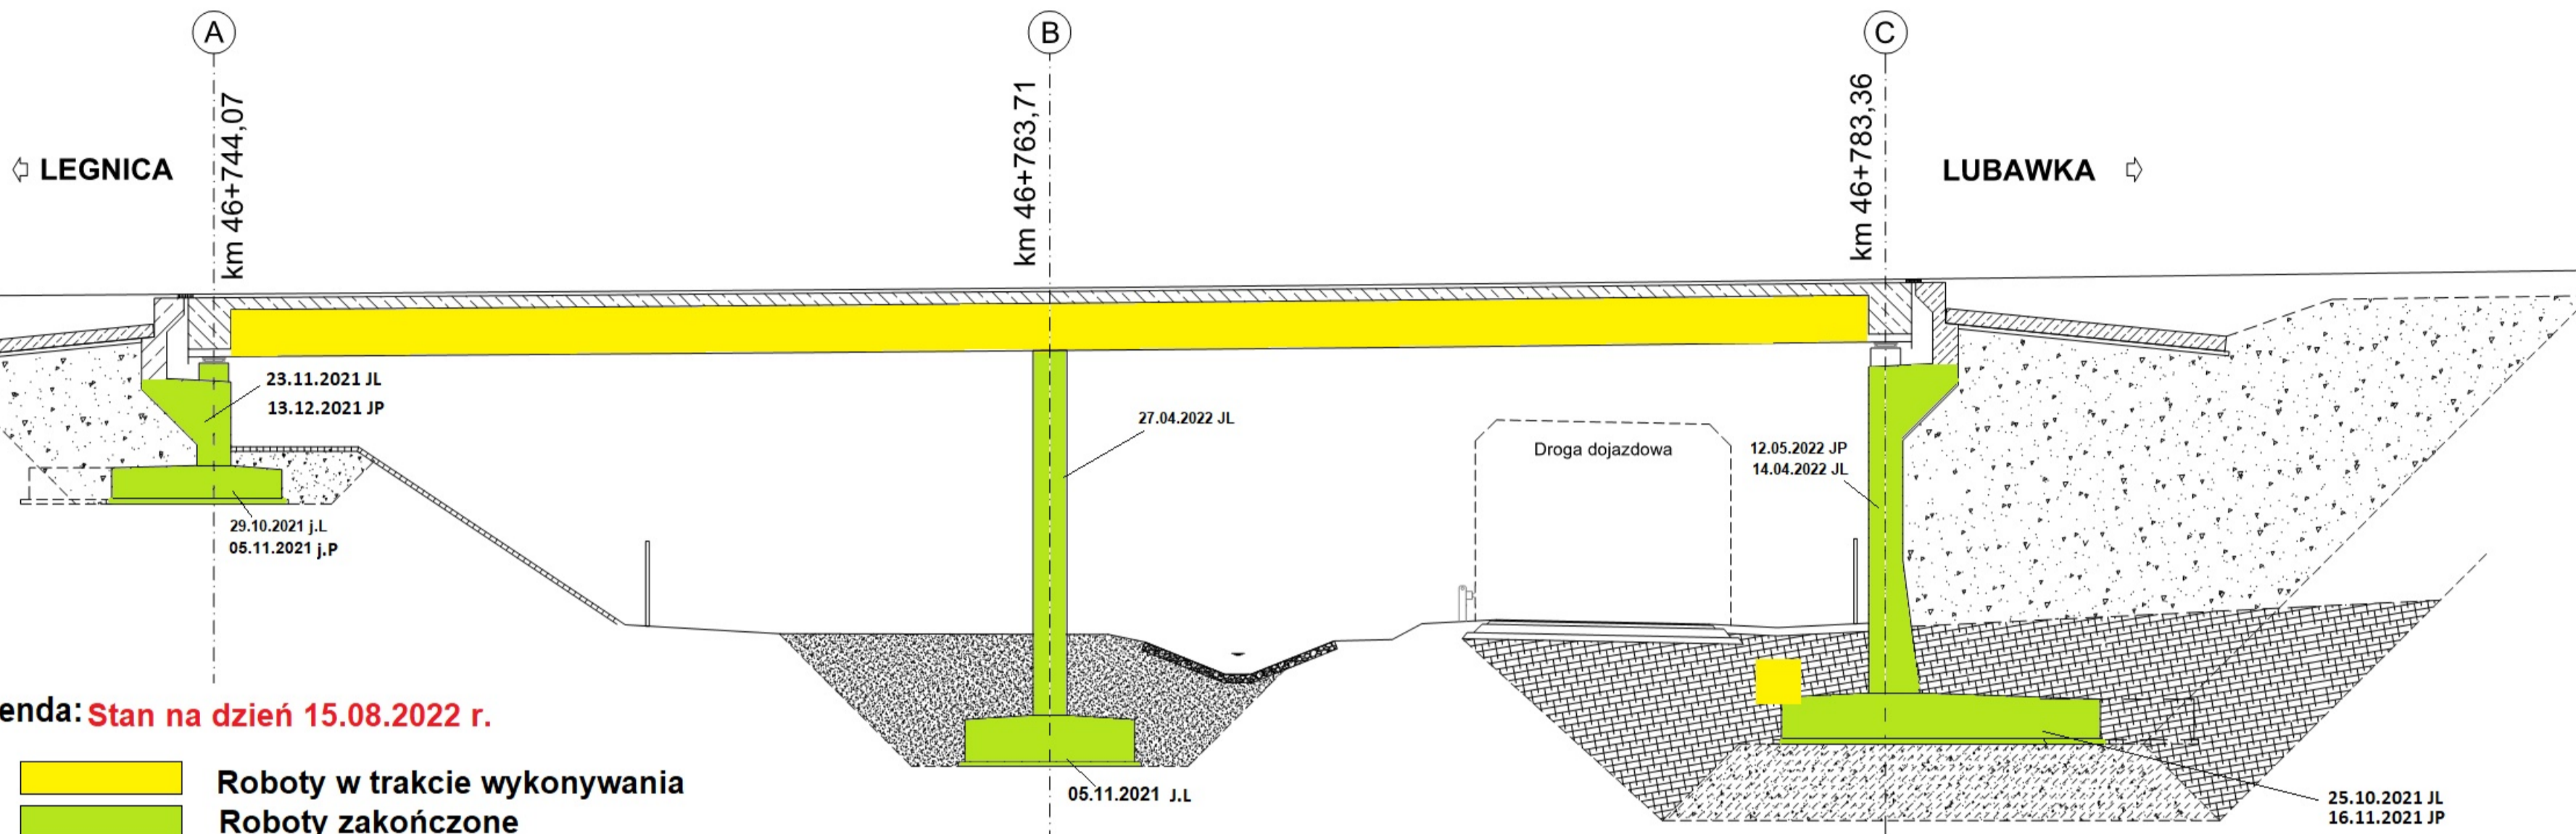 A
B
C
km 46+744,07
km 46+763,71
km 46+783,36
LEGNICA
LUBAWKA
23.11.2021 JL
13.12.2021 JP
27.04.2022 JL
Droga dojazdowa
12.05.2022 JP
14.04.2022 JL
29.10.2021 j.L
05.11.2021 j.P
enda: Stan na dzień 15.08.2022 r.
Roboty w trakcie wykonywania
Roboty zakończone
05.11.2021 J.L
25.10.2021 JL
16.11.2021 JP